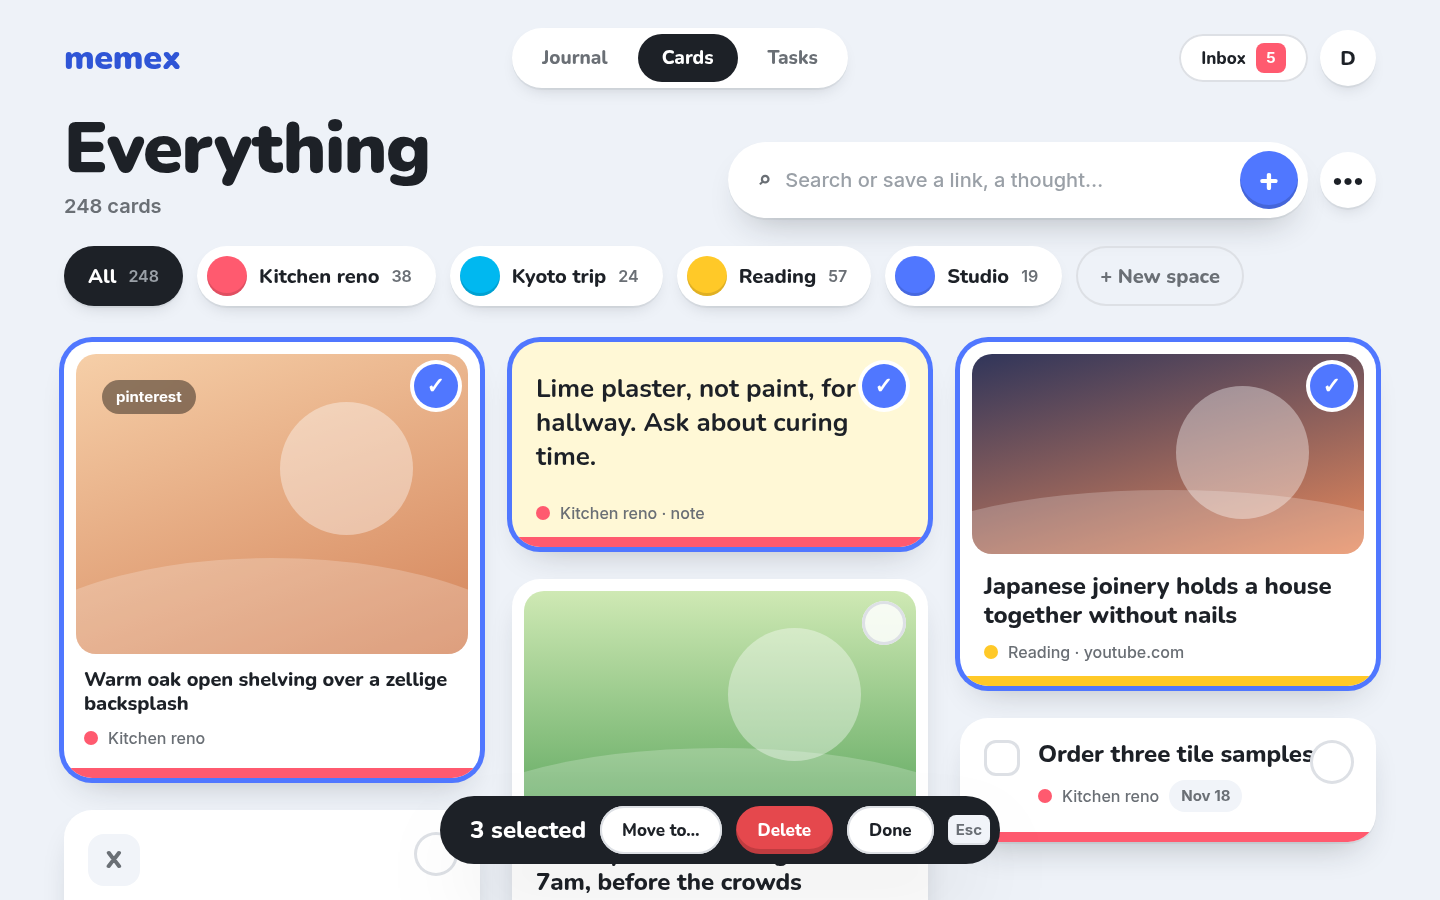 memex
Journal
Cards
Tasks
Inbox 5
D
Everything
248 cards
Search or save a link, a thought...
+
•••
All 248
Kitchen reno 38
Kyoto trip 24
Reading 57
Studio 19
+ New space
pinterest
Warm oak open shelving over a zellige
backsplash
Kitchen reno
Lime plaster, not paint, for
hallway. Ask about curing
time.
Kitchen reno · note
Japanese joinery holds a house
together without nails
Reading · youtube.com
Order three tile samples
Kitchen reno Nov 18
3 selected
Move to...
Delete
Done
Esc
X
7am, before the crowds